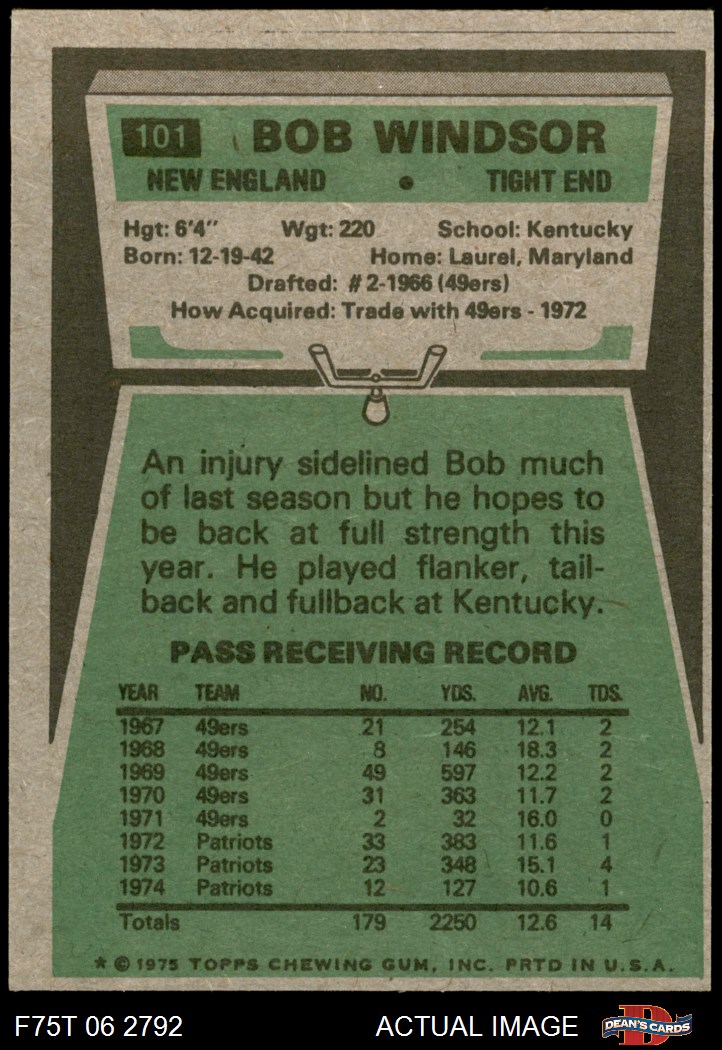 101 BOB WINDSOR
NEW ENGLAND • TIGHT END
Hgt: 6'4" Wgt: 220 School: Kentucky
Born: 12-19-42 Home: Laurel, Maryland
Drafted: #2-1966 (49ers)
How Acquired: Trade with 49ers - 1972
An injury sidelined Bob much
of last season but he hopes to
be back at full strength this
year. He played flanker, tail-
back and fullback at Kentucky.
PASS RECEIVING RECORD
YEAR TEAM NO. YDS. AVG. TDS.
1967 49ers 21 254 12.1 2
1968 49ers 8 146 18.3 2
1969 49ers 49 597 12.2 2
1970 49ers 31 363 11.7 2
1971 49ers 2 32 16.0 0
1972 Patriots 33 383 11.6 1
1973 Patriots 23 348 15.1 4
1974 Patriots 12 127 10.6 1
Totals 179 2250 12.6 14
* © 1975 TOPPS CHEWING GUM, INC. PRTD IN U.S.A.
F75T 06 2792 ACTUAL IMAGE D DEAN'S CARDS